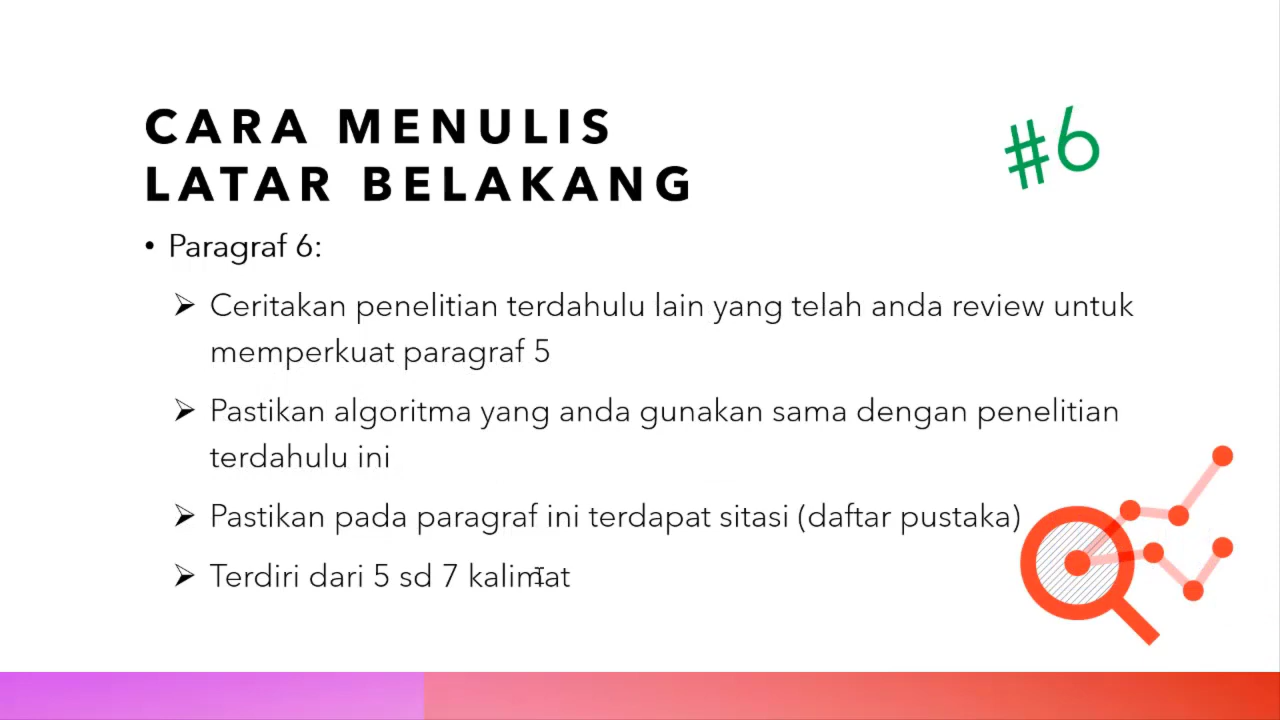 CARA MENULIS
LATAR BELAKANG
#6
• Paragraf 6:
➢ Ceritakan penelitian terdahulu lain yang telah anda review untuk
memperkuat paragraf 5
➢ Pastikan algoritma yang anda gunakan sama dengan penelitian
terdahulu ini
➢ Pastikan pada paragraf ini terdapat sitasi (daftar pustaka)
➢ Terdiri dari 5 sd 7 kalimat